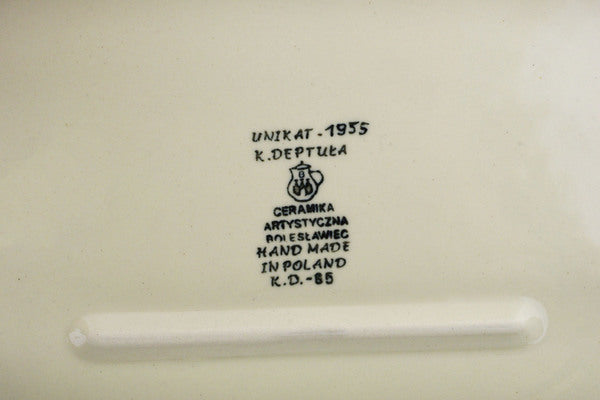 UNIKAT - 1955
K. DEPTUŁA
CERAMIKA
ARTYSTYCZNA
BOLESŁAWIEC
HAND MADE
IN POLAND
K.D.-85